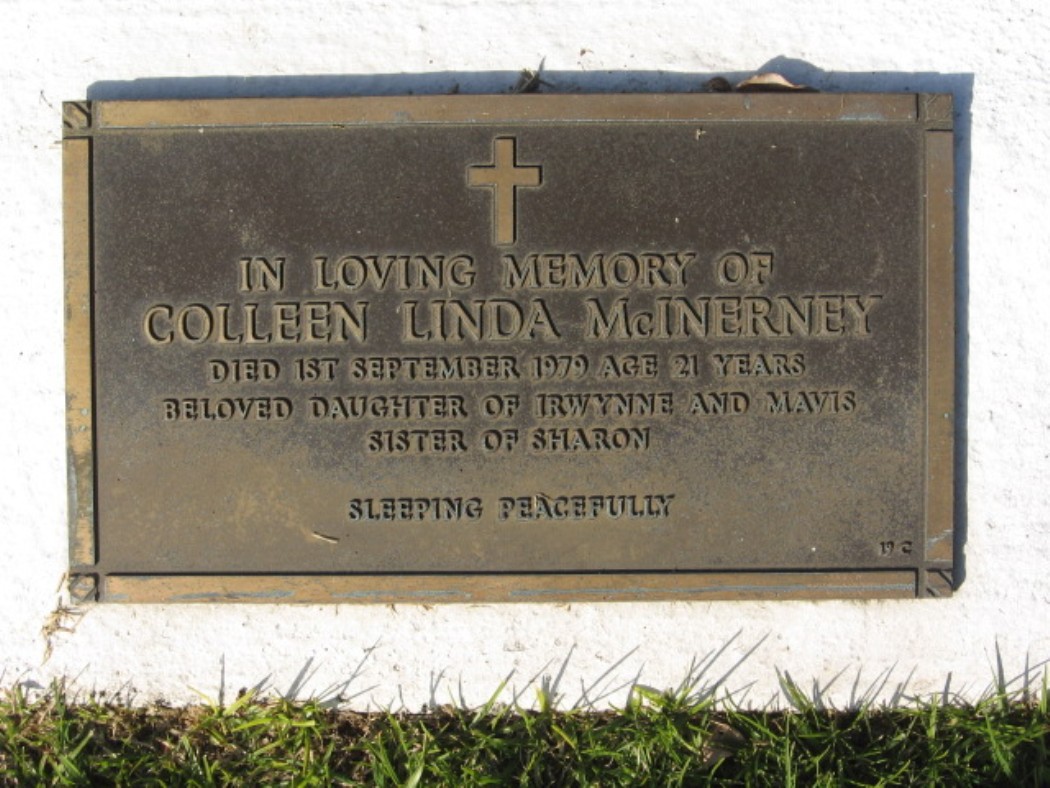 IN LOVING MEMORY OF
COLLEEN LINDA McINERNEY
DIED 1ST SEPTEMBER 1979 AGE 21 YEARS
BELOVED DAUGHTER OF IRWYNNE AND MAVIS
SISTER OF SHARON
SLEEPING PEACEFULLY
19 C